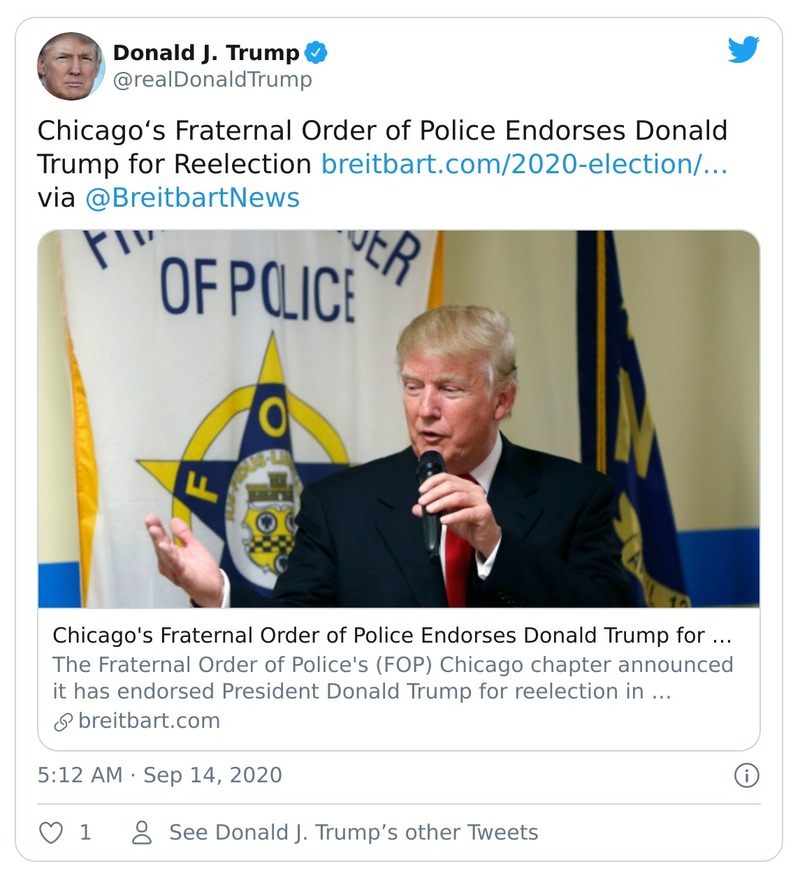 Donald J. Trump
@realDonaldTrump
Chicago‘s Fraternal Order of Police Endorses Donald
Trump for Reelection breitbart.com/2020-election/…
via @BreitbartNews
OF POLICE
O
F
Chicago's Fraternal Order of Police Endorses Donald Trump for …
The Fraternal Order of Police's (FOP) Chicago chapter announced
it has endorsed President Donald Trump for reelection in …
breitbart.com
5:12 AM · Sep 14, 2020
1
See Donald J. Trump’s other Tweets